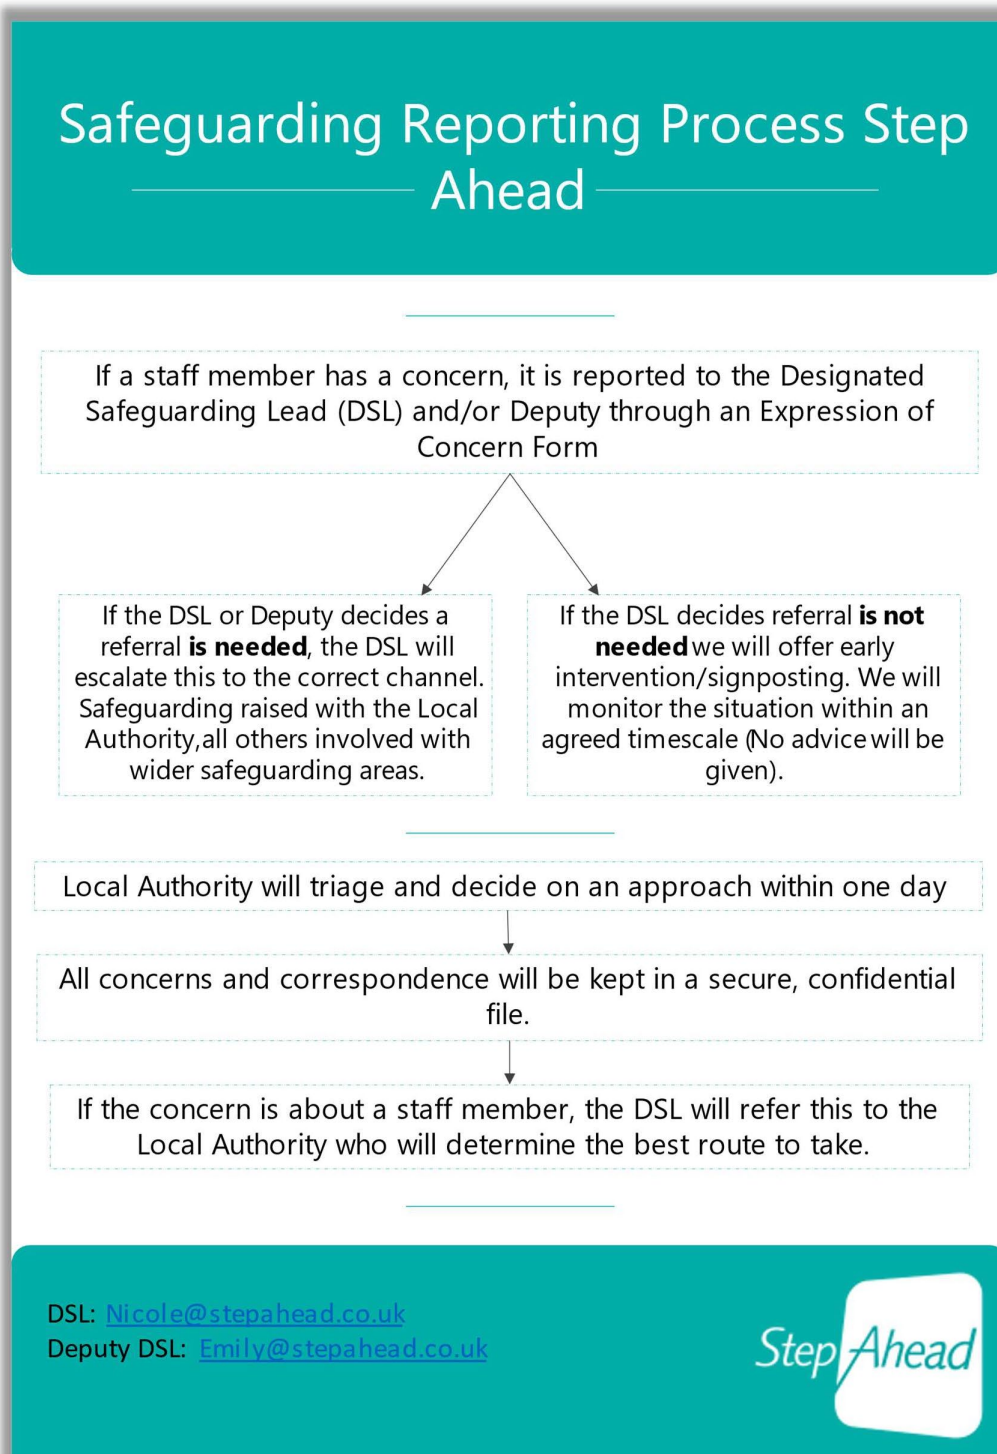 Safeguarding Reporting Process Step
Ahead
If a staff member has a concern, it is reported to the Designated
Safeguarding Lead (DSL) and/or Deputy through an Expression of
Concern Form
If the DSL or Deputy decides a
referral is needed, the DSL will
escalate this to the correct channel.
Safeguarding raised with the Local
Authority,all others involved with
wider safeguarding areas.
If the DSL decides referral is not
needed we will offer early
intervention/signposting. We will
monitor the situation within an
agreed timescale (No advice will be
given).
Local Authority will triage and decide on an approach within one day
All concerns and correspondence will be kept in a secure, confidential
file.
If the concern is about a staff member, the DSL will refer this to the
Local Authority who will determine the best route to take.
DSL: Nicole@stepahead.co.uk
Deputy DSL: Emily@stepahead.co.uk
Step Ahead